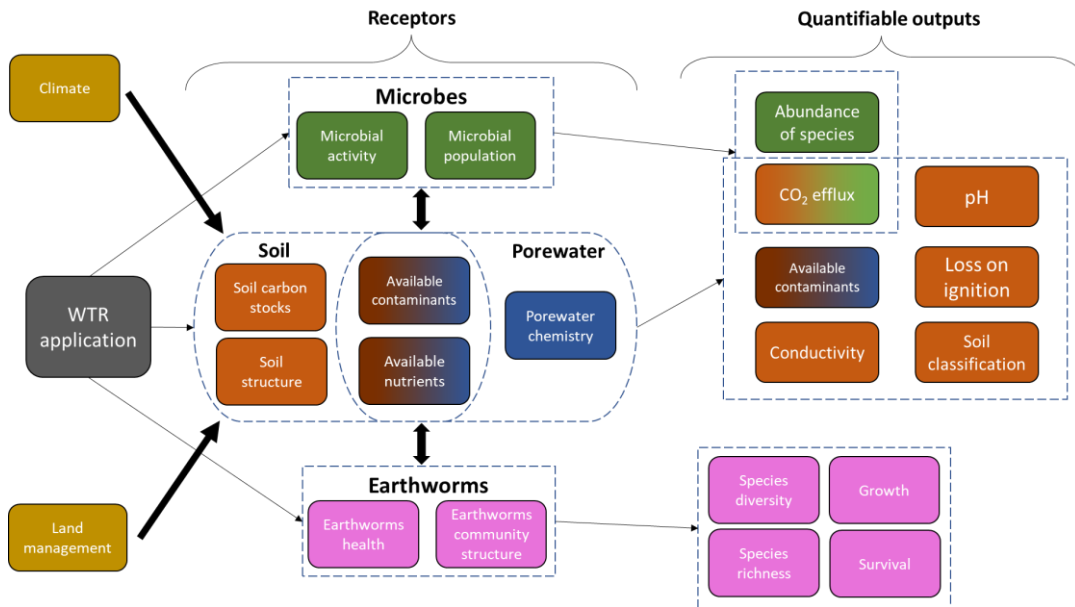 Receptors
Quantifiable outputs
Climate
Microbes
Microbial
activity
Microbial
population
Abundance
of species
CO₂ efflux
pH
Soil
Porewater
Soil carbon
stocks
Available
contaminants
Porewater
chemistry
Soil
structure
Available
nutrients
WTR
application
Available
contaminants
Loss on
ignition
Conductivity
Soil
classification
Earthworms
Earthworms
health
Earthworms
community
structure
Land
management
Species
diversity
Growth
Species
richness
Survival